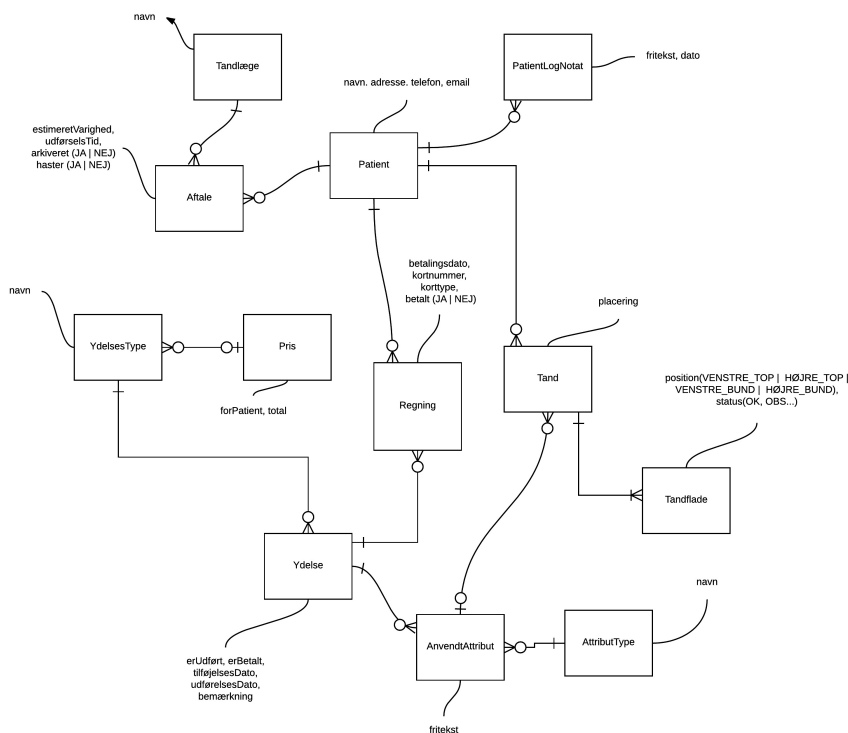 navn
Tandlæge
PatientLogNotat
fritekst, dato
navn. adresse. telefon, email
estimeretVarighed,
udførselsTid,
arkiveret (JA | NEJ)
haster (JA | NEJ)
Patient
Aftale
betalingsdato,
kortnummer,
korttype,
betalt (JA | NEJ)
navn
placering
YdelsesType
Pris
Tand
position(VENSTRE_TOP | HØJRE_TOP |
VENSTRE_BUND | HØJRE_BUND),
status(OK, OBS...)
forPatient, total
Regning
Tandflade
Ydelse
navn
AnvendtAttribut
AttributType
erUdført, erBetalt,
tilføjelsesDato,
udførelsesDato,
bemærkning
fritekst